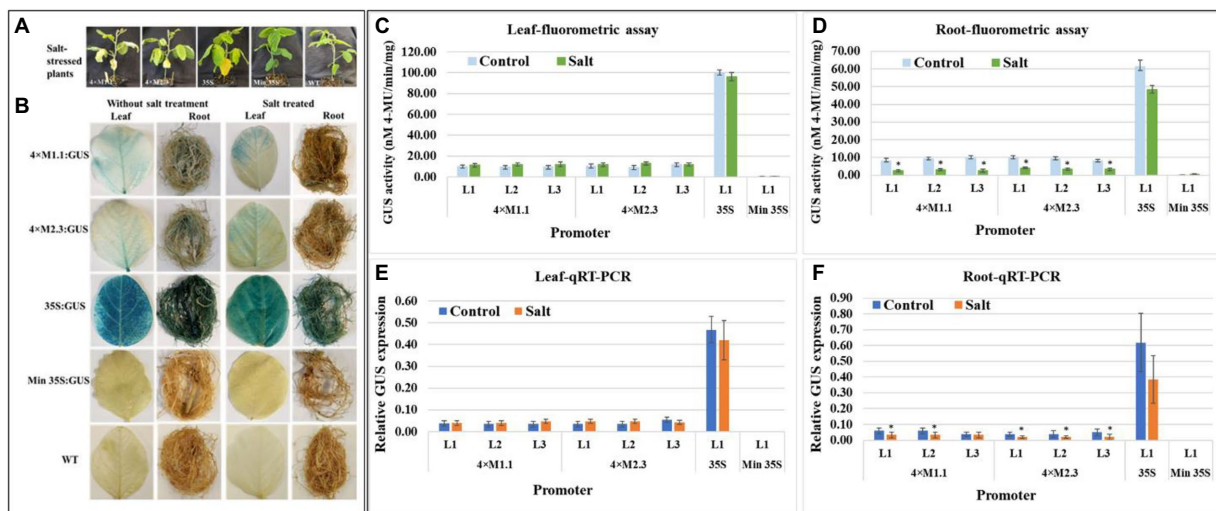 A
Salt-
stressed
plants
4×M1.1
4×M2.3
35S
Min 35S
WT
B
Without salt treatment
Salt treated
Leaf
Root
Leaf
Root
4×M1.1:GUS
4×M2.3:GUS
35S:GUS
Min 35S:GUS
WT
C
Leaf-fluorometric assay
Control
Salt
GUS activity (nM 4-MU/min/mg)
120.00
100.00
80.00
60.00
40.00
20.00
0.00
L1
L2
L3
L1
L2
L3
L1
4×M1.1
4×M2.3
35S
Min 35S
Promoter
D
Root-fluorometric assay
Control
Salt
GUS activity (nM 4-MU/min/mg)
70.00
60.00
50.00
40.00
30.00
20.00
10.00
0.00
*
*
*
*
*
*
L1
L2
L3
L1
L2
L3
L1
L1
4×M1.1
4×M2.3
35S
Min 35S
Promoter
E
Leaf-qRT-PCR
Control
Salt
Relative GUS expression
0.60
0.50
0.40
0.30
0.20
0.10
0.00
L1
L2
L3
L1
L2
L3
L1
L1
4×M1.1
4×M2.3
35S
Min 35S
Promoter
F
Root-qRT-PCR
Control
Salt
Relative GUS expression
0.90
0.80
0.70
0.60
0.50
0.40
0.30
0.20
0.10
0.00
*
*
*
*
*
L1
L2
L3
L1
L2
L3
L1
L1
4×M1.1
4×M2.3
35S
Min 35S
Promoter